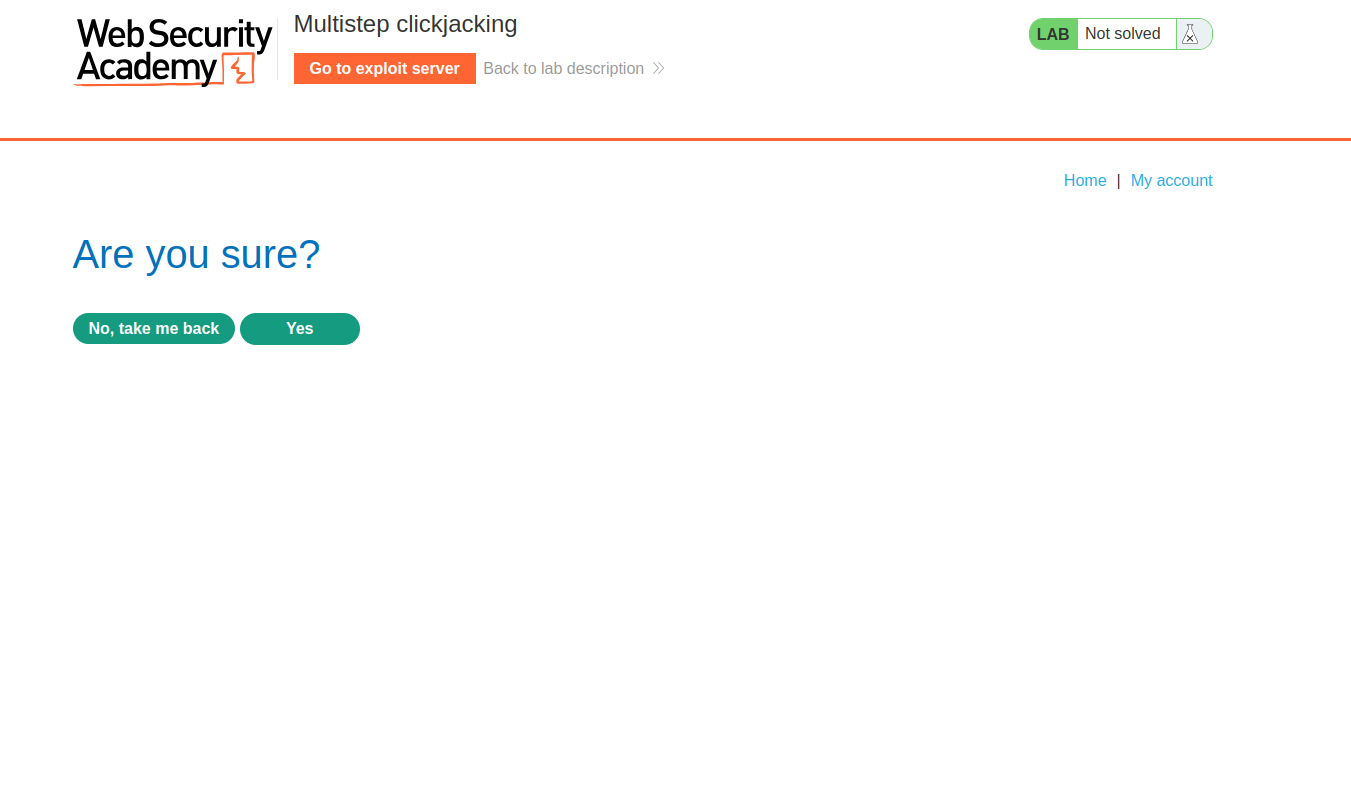 Web Security
Academy
Multistep clickjacking
Go to exploit server
Back to lab description
LAB
Not solved
Home | My account
Are you sure?
No, take me back
Yes